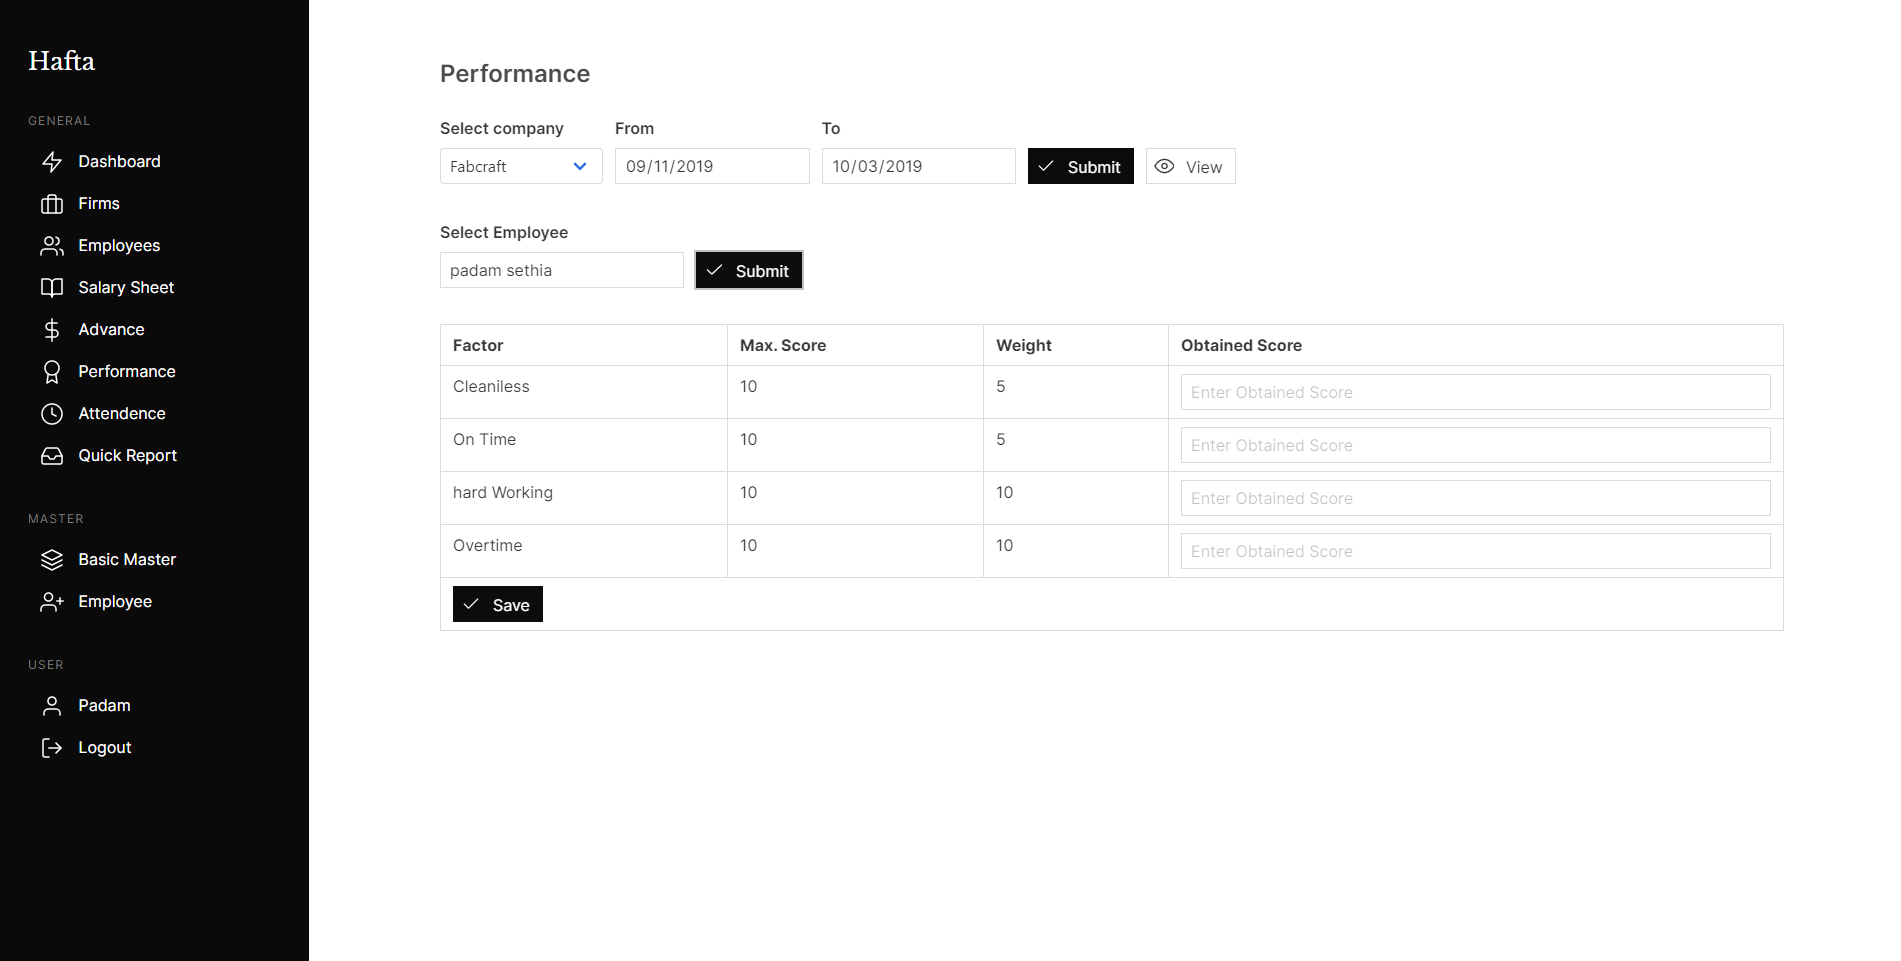 Hafta
GENERAL
Dashboard
Firms
Employees
Salary Sheet
Advance
Performance
Attendence
Quick Report
MASTER
Basic Master
Employee
USER
Padam
Logout
Performance
Select company From To
Fabcraft 09/11/2019 10/03/2019 Submit View
Select Employee
padam sethia Submit
Factor Max. Score Weight Obtained Score
Cleaniless 10 5 Enter Obtained Score
On Time 10 5 Enter Obtained Score
hard Working 10 10 Enter Obtained Score
Overtime 10 10 Enter Obtained Score
Save